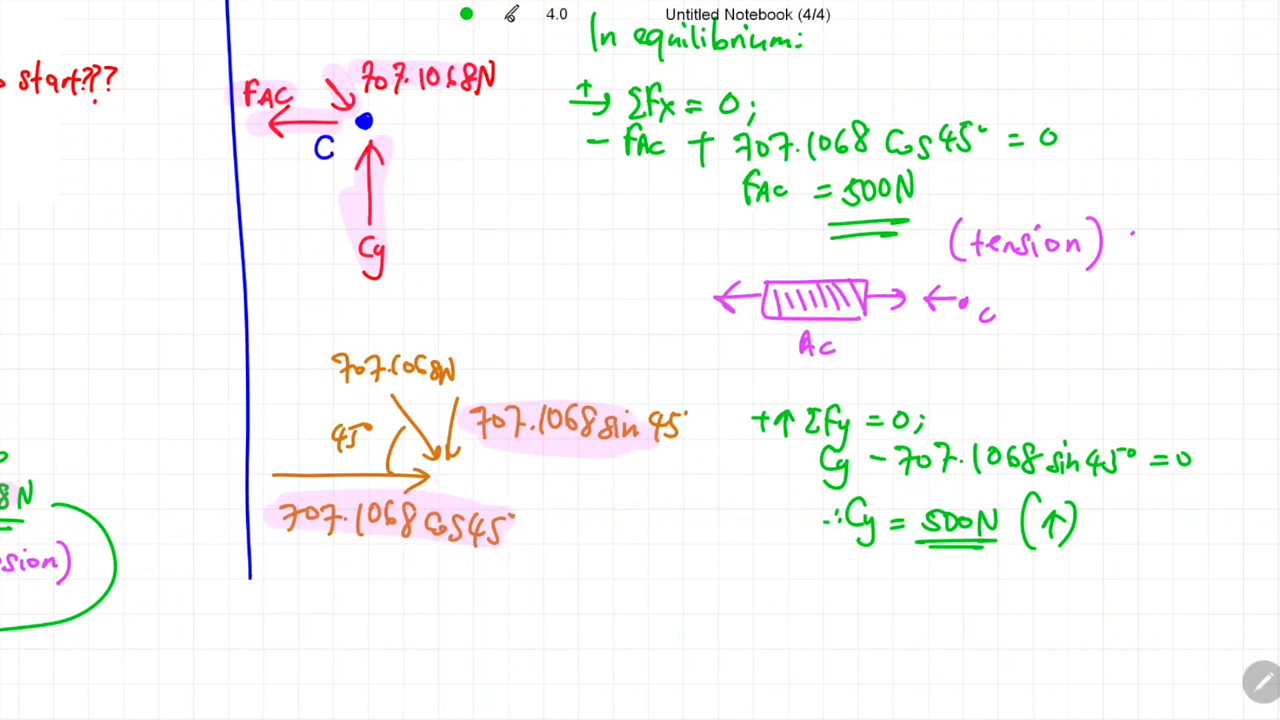 4.0
Untitled Notebook (4/4)
start???
8N
sion)
FAC
707.1068N
C
Cy
707.1068N
45°
707.1068 sin 45°
707.1068 Cos45°
In equilibrium:
+→ ΣFx = 0;
- FAC + 707.1068 Cos 45° = 0
FAC = 500N
(tension)
C
AC
+↑ ΣFy = 0;
Cy - 707.1068 sin 45° = 0
∴ Cy = 500N (↑)